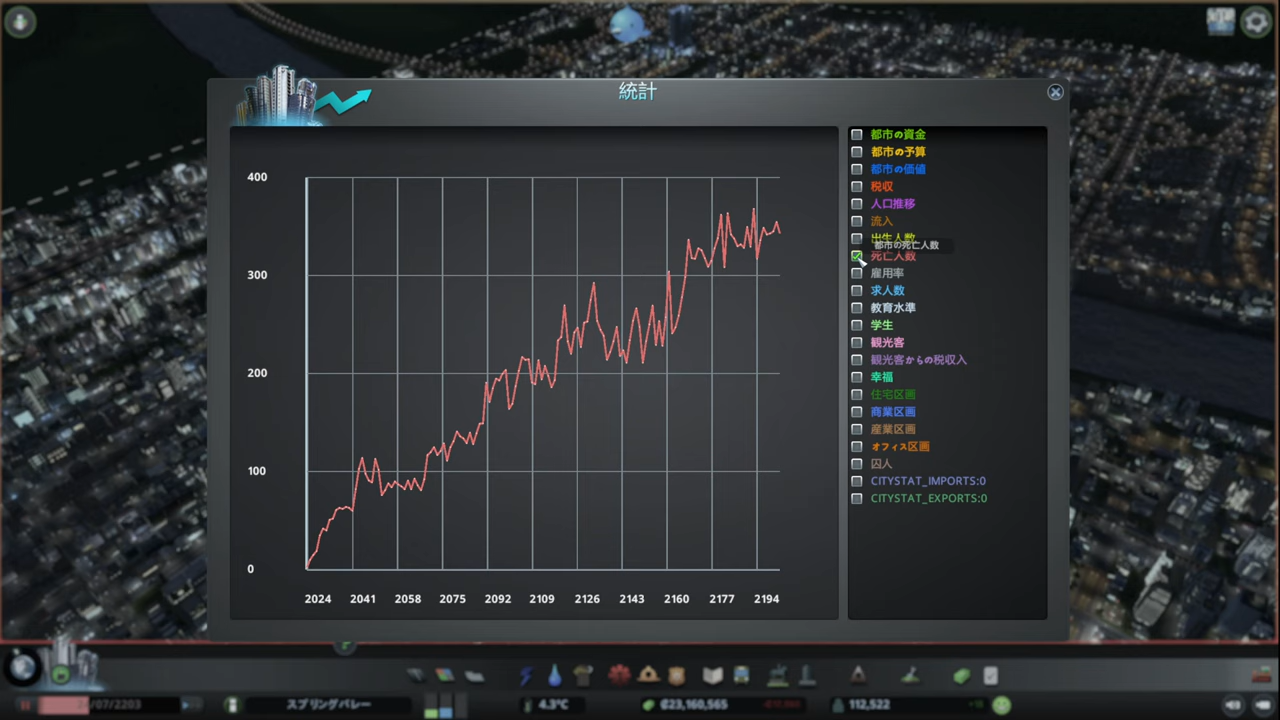 統計
400
300
200
100
0
2024 2041 2058 2075 2092 2109 2126 2143 2160 2177 2194
都市の資金
都市の予算
都市の価値
税収
人口推移
流入
出生人数
都市の死亡人数
死亡人数
雇用率
求人数
教育水準
学生
観光客
観光客からの税収入
幸福
住宅区画
商業区画
産業区画
オフィス区画
囚人
CITYSTAT_IMPORTS:0
CITYSTAT_EXPORTS:0
/07/2203 スプリングバレー 4.3°C ₡23,160,565 112,522